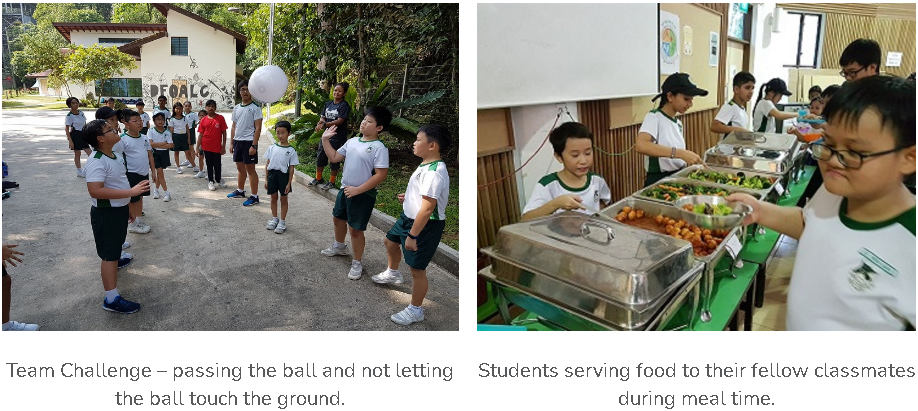 DFOALC
Team Challenge – passing the ball and not letting
the ball touch the ground.
Students serving food to their fellow classmates
during meal time.